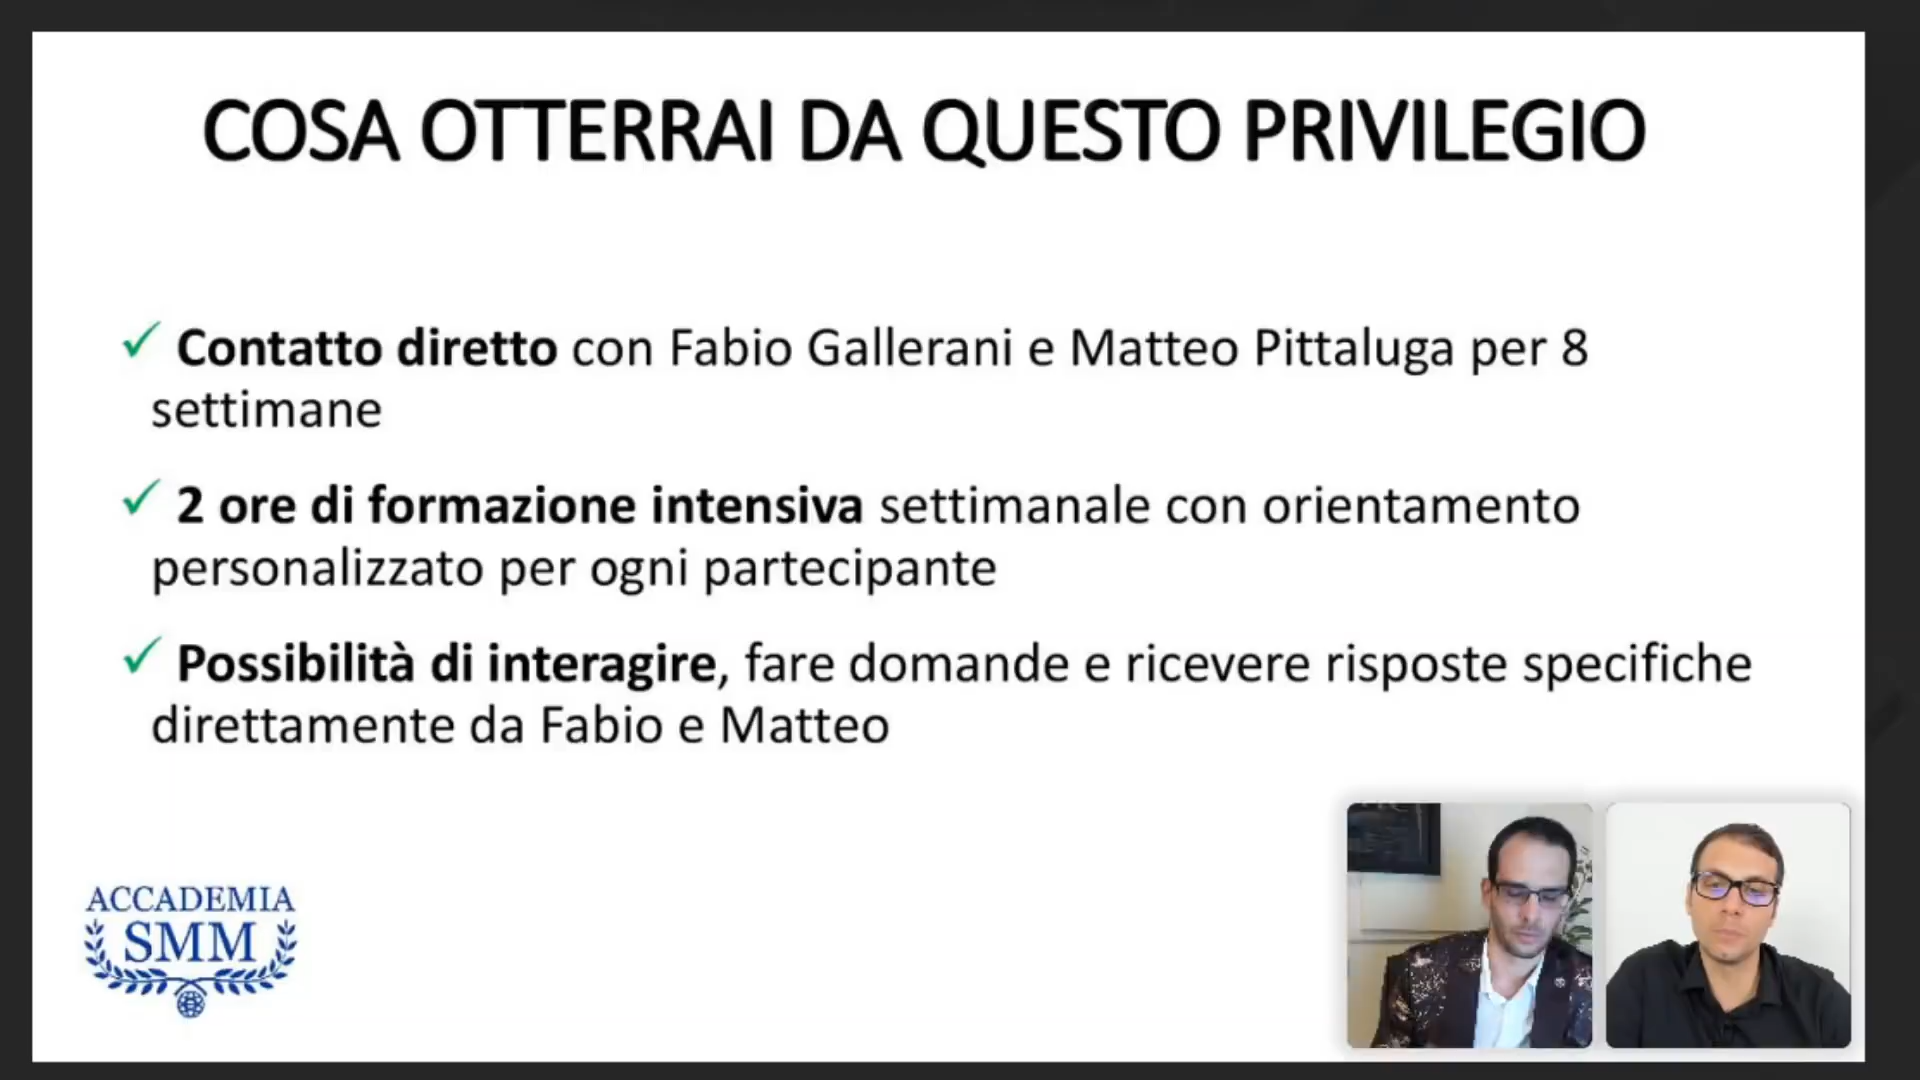 COSA OTTERRAI DA QUESTO PRIVILEGIO
✓ Contatto diretto con Fabio Gallerani e Matteo Pittaluga per 8
settimane
✓ 2 ore di formazione intensiva settimanale con orientamento
personalizzato per ogni partecipante
✓ Possibilità di interagire, fare domande e ricevere risposte specifiche
direttamente da Fabio e Matteo
ACCADEMIA
SMM